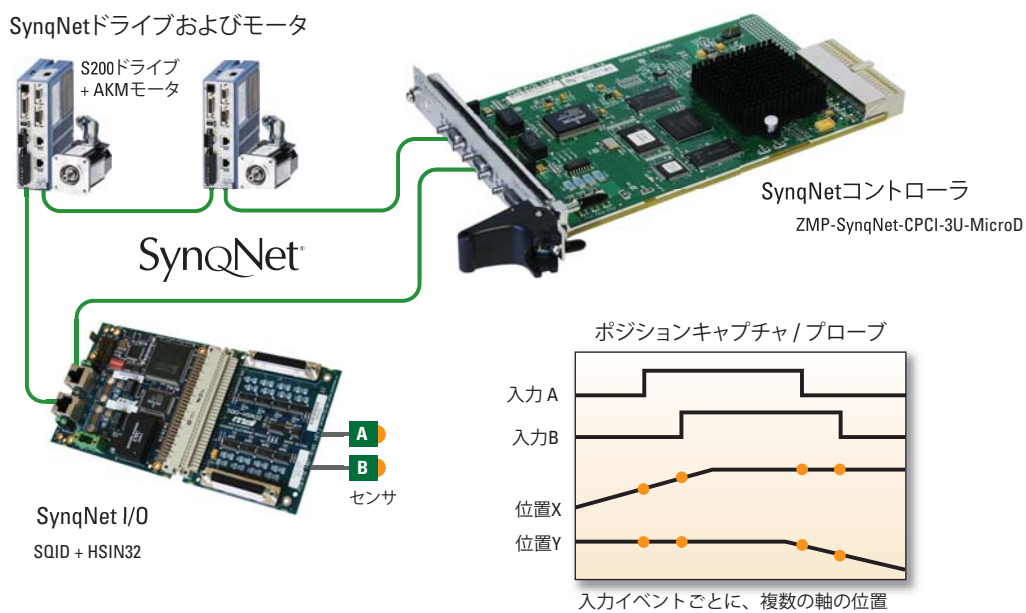 SynqNetドライブおよびモータ
S200ドライブ
+ AKMモータ
SynqNetコントローラ
ZMP-SynqNet-CPCI-3U-MicroD
SynqNet
A
B
センサ
SynqNet I/O
SQID + HSIN32
ポジションキャプチャ / プローブ
入力 A
入力B
位置X
位置Y
入力イベントごとに、複数の軸の位置